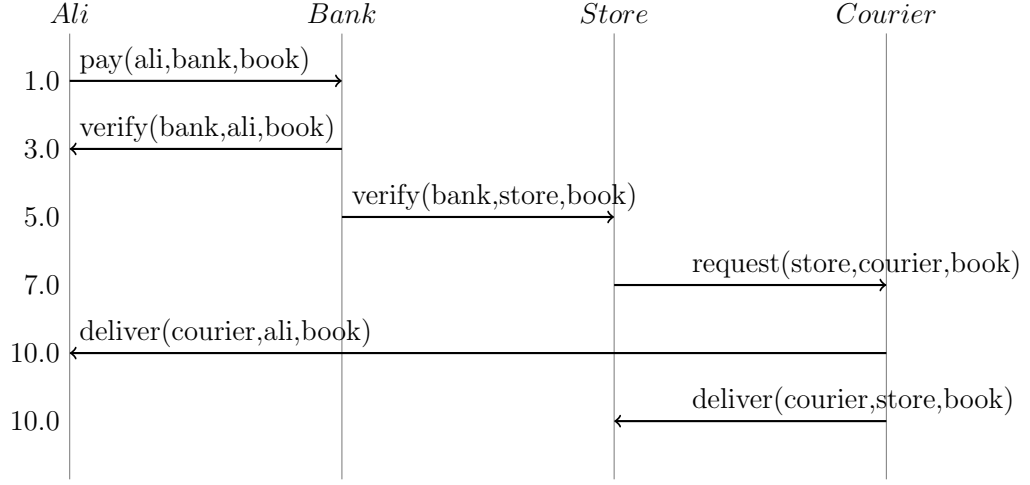 Ali Bank Store Courier
pay(ali,bank,book)
1.0
verify(bank,ali,book)
3.0
verify(bank,store,book)
5.0
request(store,courier,book)
7.0
deliver(courier,ali,book)
10.0
deliver(courier,store,book)
10.0